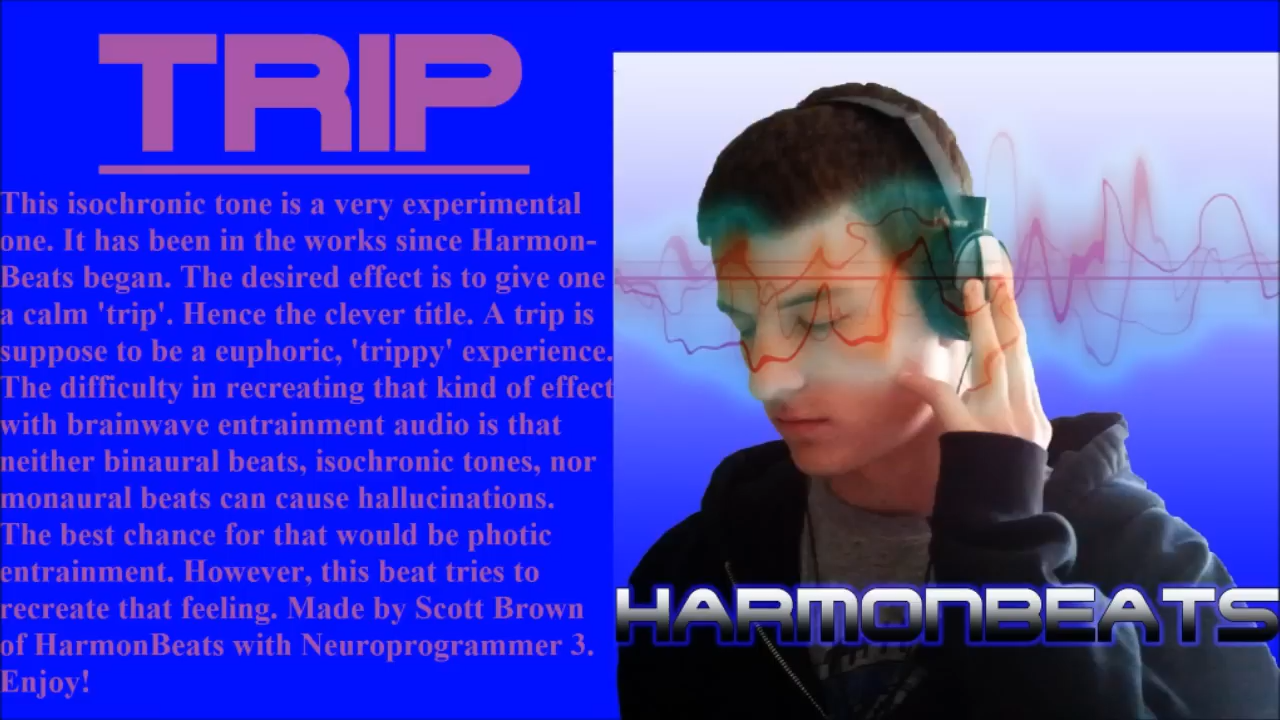 TRIP
This isochronic tone is a very experimental
one. It has been in the works since Harmon-
Beats began. The desired effect is to give one
a calm 'trip'. Hence the clever title. A trip is
suppose to be a euphoric, 'trippy' experience.
The difficulty in recreating that kind of effect
with brainwave entrainment audio is that
neither binaural beats, isochronic tones, nor
monaural beats can cause hallucinations.
The best chance for that would be photic
entrainment. However, this beat tries to
recreate that feeling. Made by Scott Brown
of HarmonBeats with Neuroprogrammer 3.
Enjoy!
HARMONBEATS